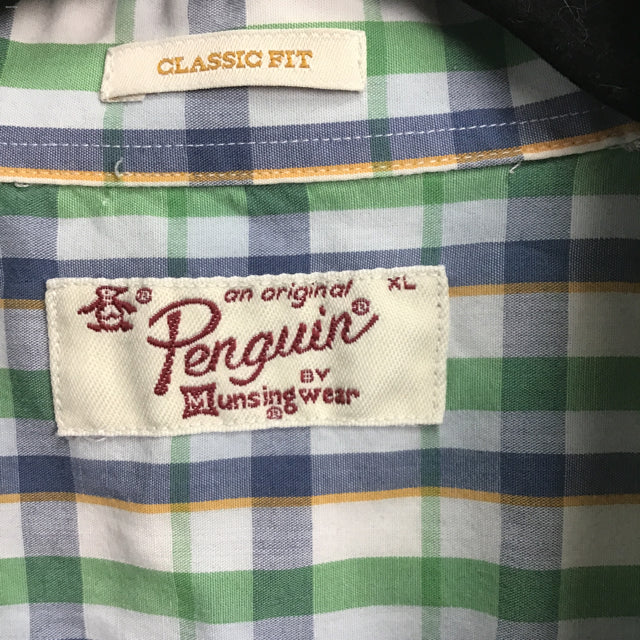 CLASSIC FIT
an original XL
® Penguin®
BY
Munsingwear
®